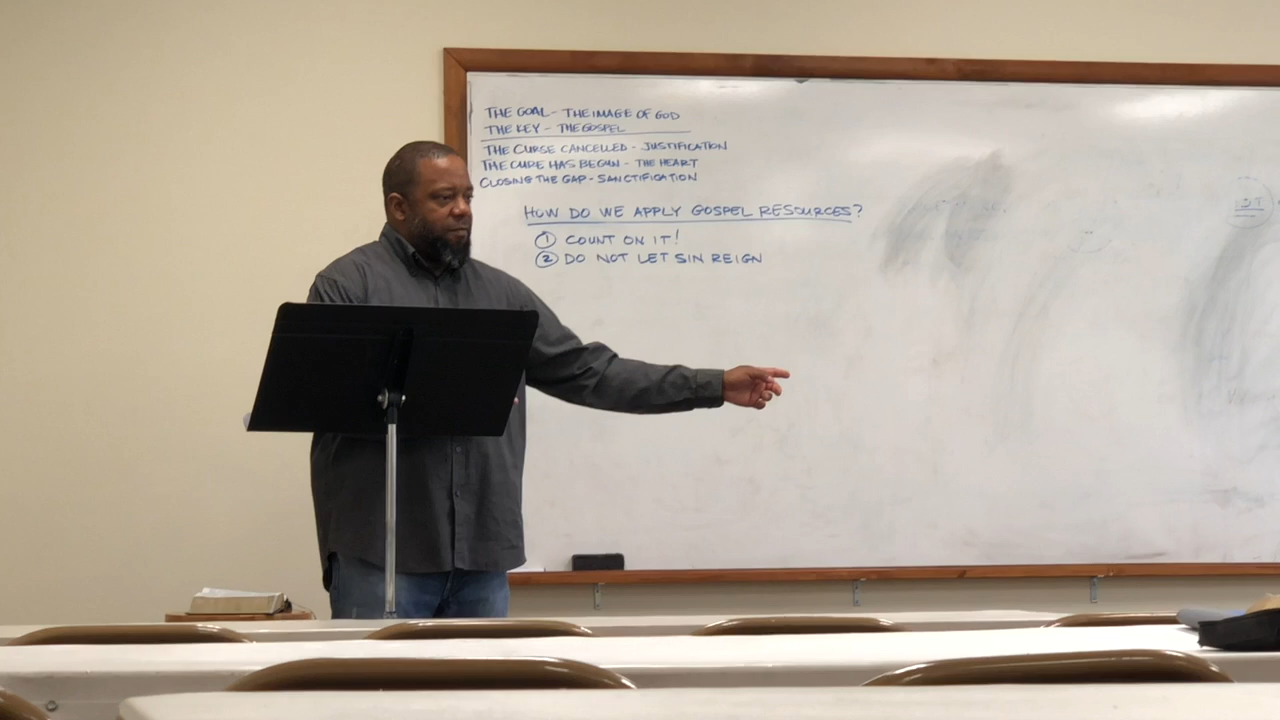 THE GOAL - THE IMAGE OF GOD
THE KEY - THE GOSPEL
THE CURSE CANCELLED - JUSTIFICATION
THE CURE HAS BEGUN - THE HEART
CLOSING THE GAP - SANCTIFICATION
HOW DO WE APPLY GOSPEL RESOURCES?
① COUNT ON IT!
② DO NOT LET SIN REIGN